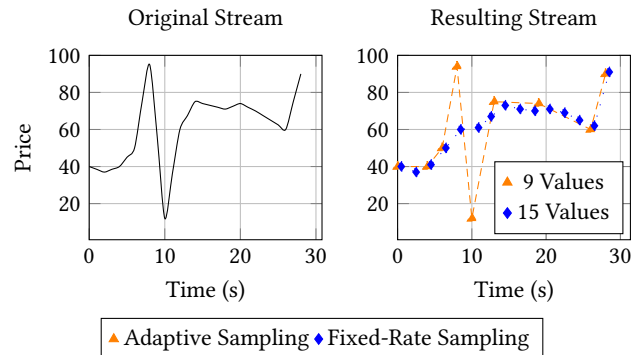 Original Stream
Resulting Stream
Price
100
80
60
40
20
0
10
20
30
Time (s)
100
80
60
40
20
0
10
20
30
Time (s)
9 Values
15 Values
Adaptive Sampling
Fixed-Rate Sampling